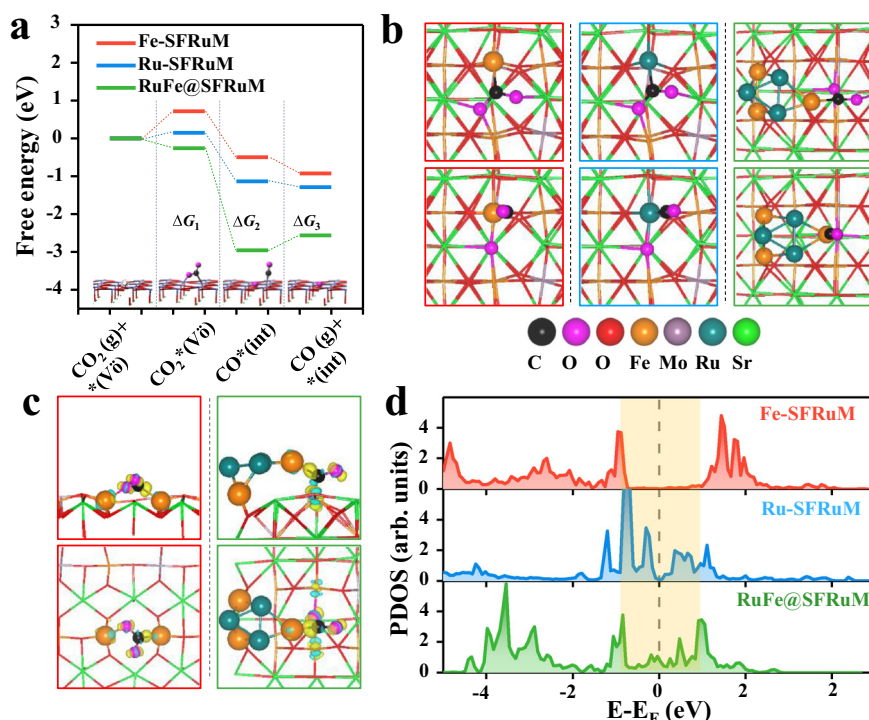 a
3
2
1
0
-1
-2
-3
-4
Free energy (eV)
Fe-SFRuM
Ru-SFRuM
RuFe@SFRuM
ΔG1
ΔG2
ΔG3
CO2 (g)+
*(Vö)
CO2*(Vö)
CO*(int)
CO (g)+
*(int)
b
C O O Fe Mo Ru Sr
c
d
PDOS (arb. units)
Fe-SFRuM
4
2
0
Ru-SFRuM
4
2
0
RuFe@SFRuM
4
2
0
-4 -2 0 2 2
E-EF (eV)